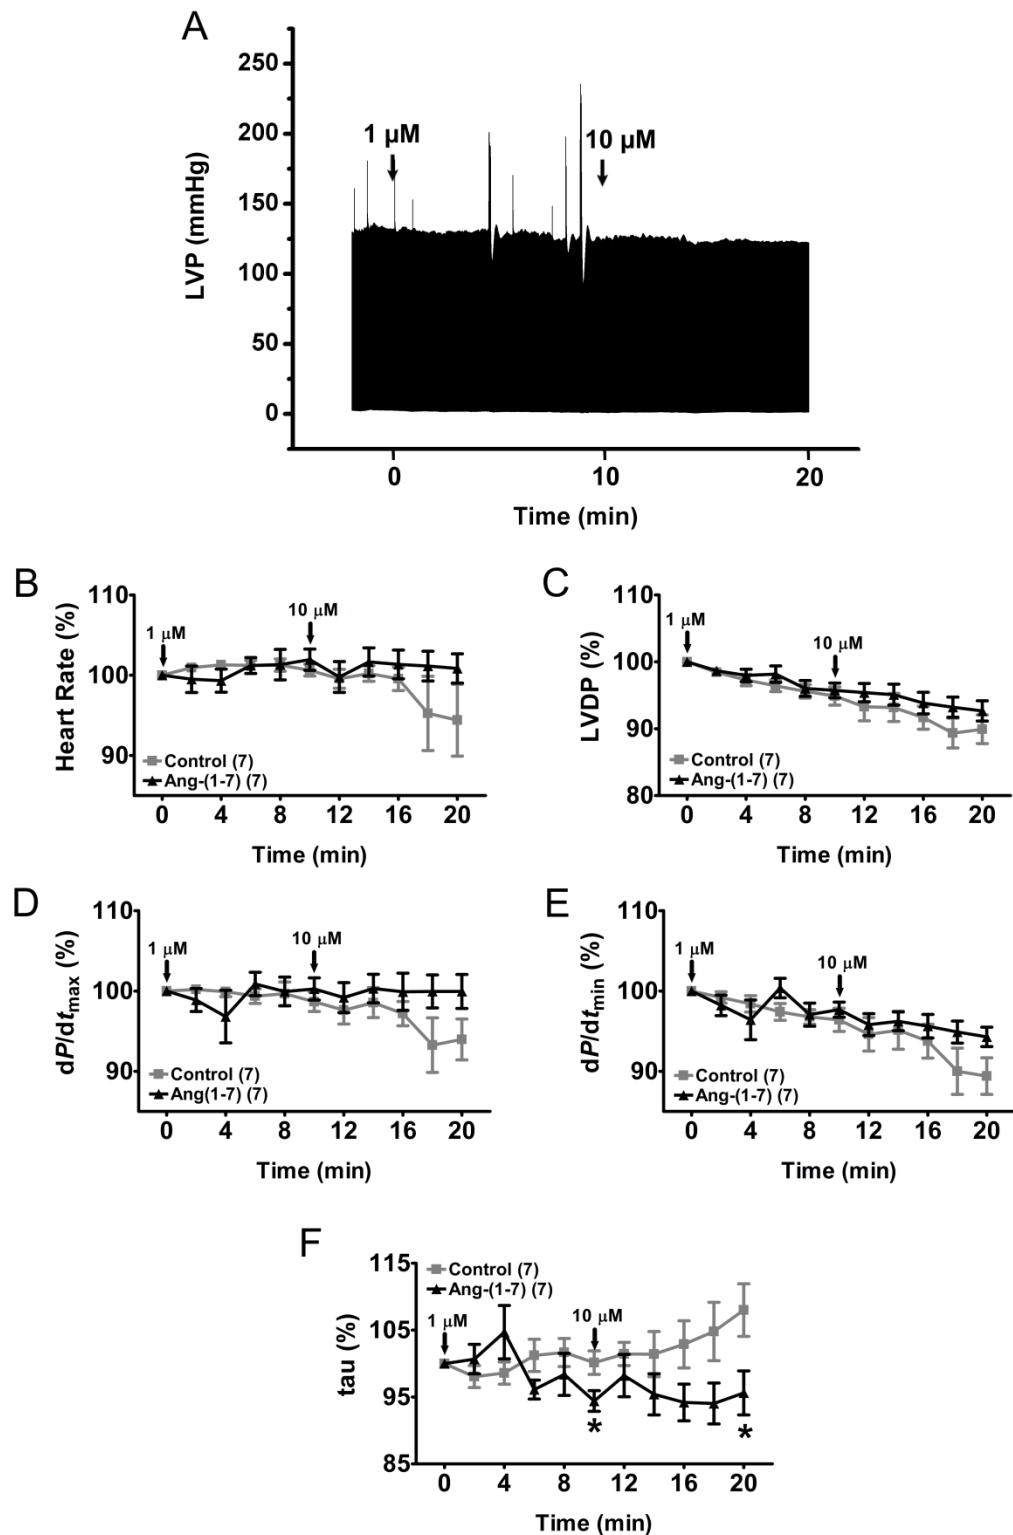 A
250
200
150
100
50
0
LVP (mmHg)
1 µM
10 µM
0 10 20
Time (min)
B
110
100
90
Heart Rate (%)
1 µM
10 µM
Control (7)
Ang-(1-7) (7)
0 4 8 12 16 20
Time (min)
C
110
100
90
80
LVDP (%)
1 µM
10 µM
Control (7)
Ang-(1-7) (7)
0 4 8 12 16 20
Time (min)
D
110
100
90
dP/dtmax (%)
1 µM
10 µM
Control (7)
Ang(1-7) (7)
0 4 8 12 16 20
Time (min)
E
110
100
90
dP/dtmin (%)
1 µM
10 µM
Control (7)
Ang-(1-7) (7)
0 4 8 12 16 20
Time (min)
F
115
105
95
85
tau (%)
Control (7)
Ang-(1-7) (7)
1 µM
10 µM
* *
0 4 8 12 16 20
Time (min)